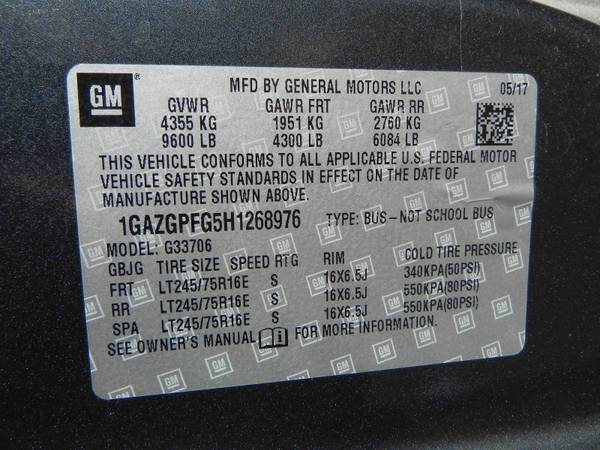 GM
MFD BY GENERAL MOTORS LLC 05/17
GVWR GAWR FRT GAWR RR
4355 KG 1951 KG 2760 KG
9600 LB 4300 LB 6084 LB
THIS VEHICLE CONFORMS TO ALL APPLICABLE U.S. FEDERAL MOTOR
VEHICLE SAFETY STANDARDS IN EFFECT ON THE DATE OF
MANUFACTURE SHOWN ABOVE.
1GAZGPFG5H1268976 TYPE: BUS – NOT SCHOOL BUS
MODEL: G33706
GBJG TIRE SIZE SPEED RTG RIM COLD TIRE PRESSURE
FRT LT245/75R16E S 16X6.5J 340KPA(50PSI)
RR LT245/75R16E S 16X6.5J 550KPA(80PSI)
SPA LT245/75R16E S 16X6.5J 550KPA(80PSI)
SEE OWNER'S MANUAL FOR MORE INFORMATION.